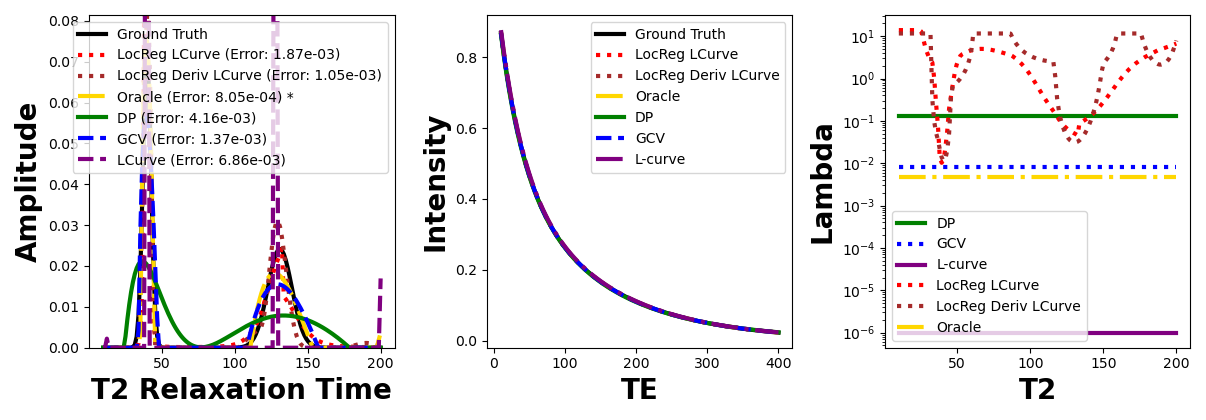 0.08
0.07
0.06
0.05
0.04
0.03
0.02
0.01
0.00
50
100
150
200
Amplitude
T2 Relaxation Time
Ground Truth
LocReg LCurve (Error: 1.87e-03)
LocReg Deriv LCurve (Error: 1.05e-03)
Oracle (Error: 8.05e-04) *
DP (Error: 4.16e-03)
GCV (Error: 1.37e-03)
LCurve (Error: 6.86e-03)
0.8
0.6
0.4
0.2
0.0
0
100
200
300
400
Intensity
TE
Ground Truth
LocReg LCurve
LocReg Deriv LCurve
Oracle
DP
GCV
L-curve
10¹
10⁰
10⁻¹
10⁻²
10⁻³
10⁻⁴
10⁻⁵
10⁻⁶
50
100
150
200
Lambda
T2
DP
GCV
L-curve
LocReg LCurve
LocReg Deriv LCurve
Oracle